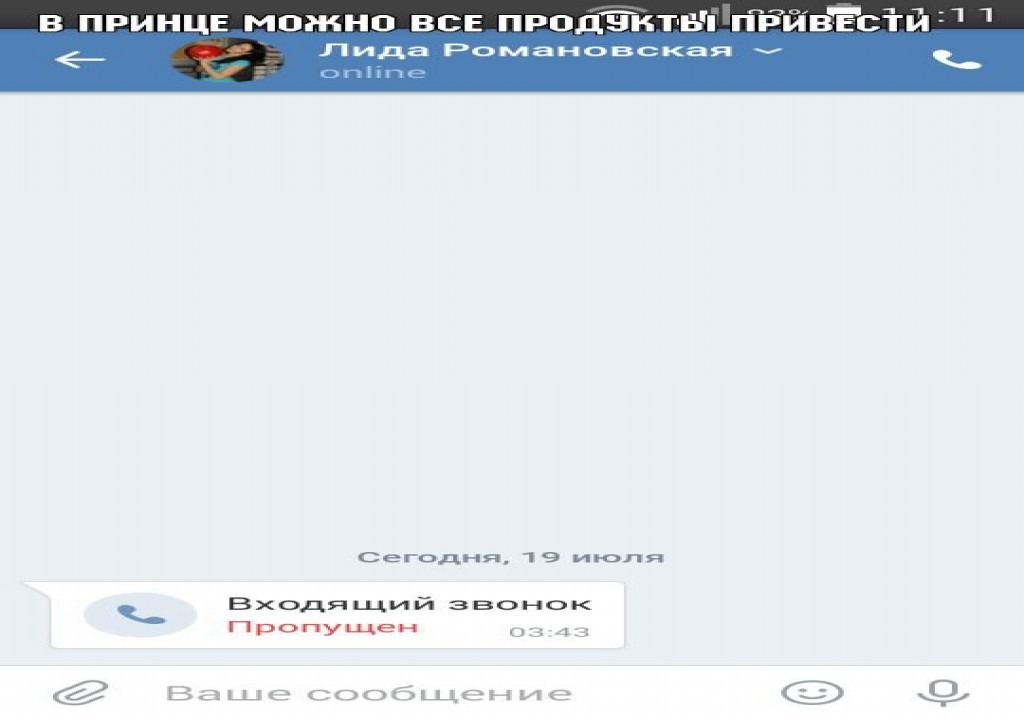 В ПРИНЦЕ МОЖНО ВСЕ ПРОДУКТЫ ПРИВЕСТИ
11:11
Лида Романовская
online
Сегодня, 19 июля
Входящий звонок
Пропущен 03:43
Ваше сообщение